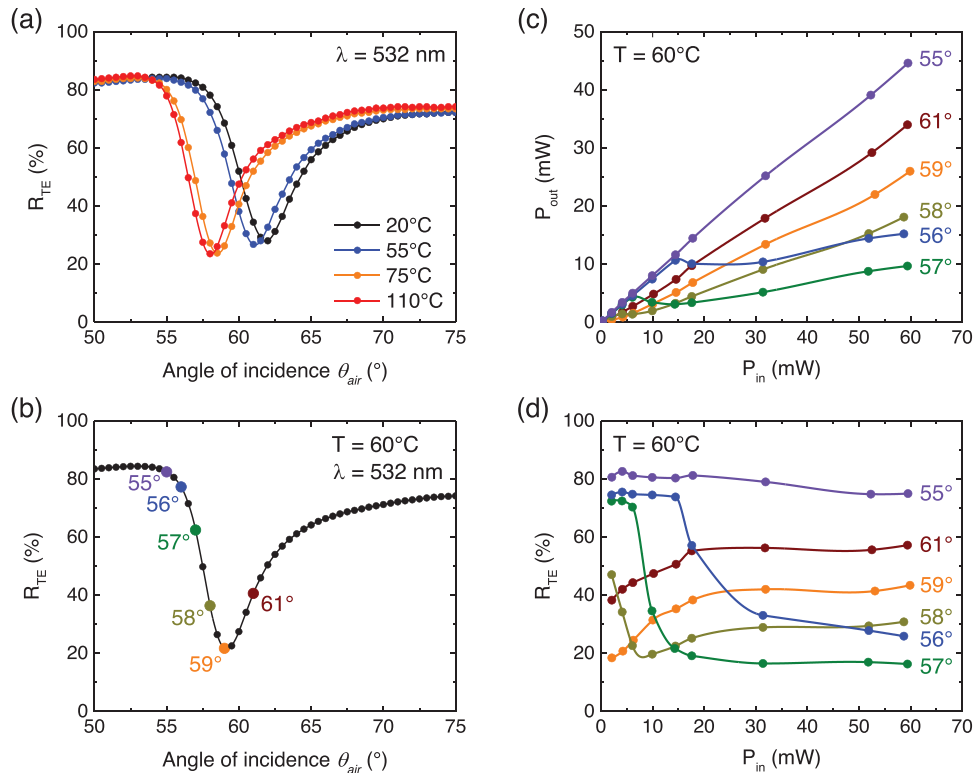 (a)
λ = 532 nm
100
80
60
40
20
0
R_TE (%)
20°C
55°C
75°C
110°C
50 55 60 65 70 75
Angle of incidence θ_air (°)
(c)
T = 60°C
50
40
30
20
10
0
P_out (mW)
55°
61°
59°
58°
56°
57°
0 10 20 30 40 50 60 70
P_in (mW)
(b)
T = 60°C
λ = 532 nm
100
80
60
40
20
0
R_TE (%)
55°
56°
57°
58°
59°
61°
50 55 60 65 70 75
Angle of incidence θ_air (°)
(d)
T = 60°C
100
80
60
40
20
0
R_TE (%)
55°
61°
59°
58°
56°
57°
0 10 20 30 40 50 60 70
P_in (mW)